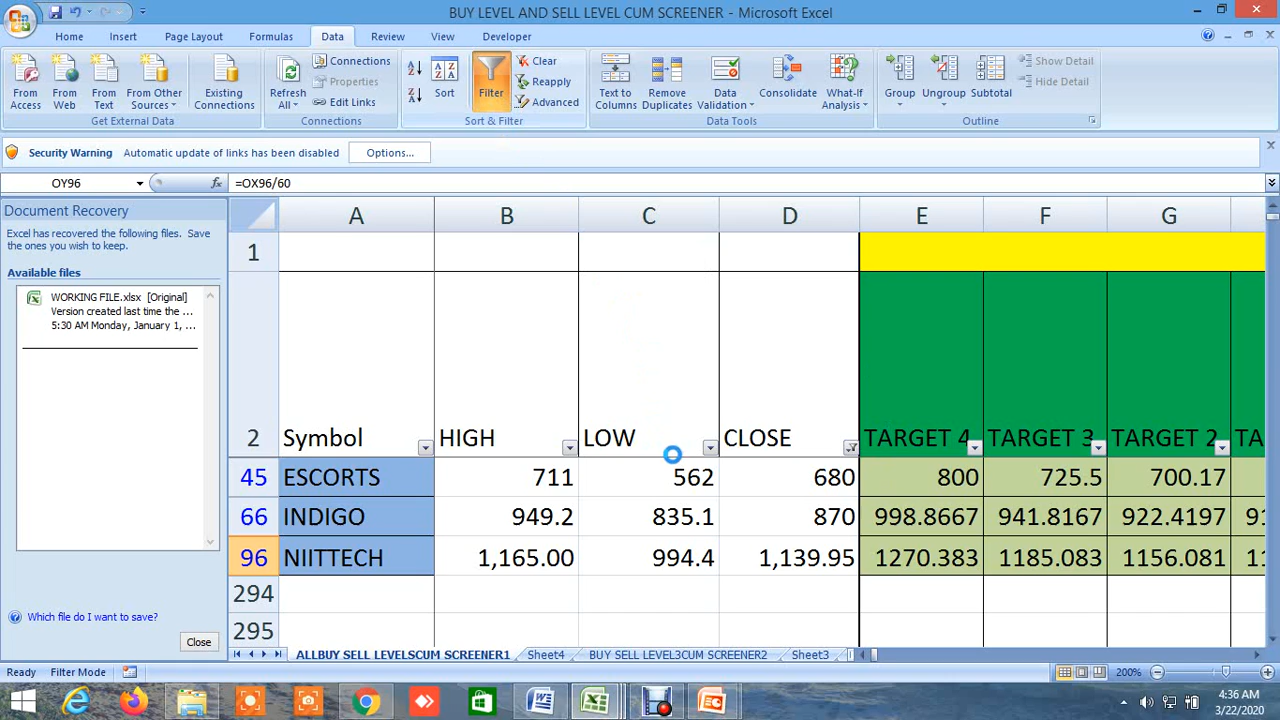 BUY LEVEL AND SELL LEVEL CUM SCREENER - Microsoft Excel
Home Insert Page Layout Formulas Data Review View Developer
From Access
From Web
From Text
From Other Sources
Existing Connections
Get External Data
Refresh All
Connections
Properties
Edit Links
Connections
Sort
Filter
Clear
Reapply
Advanced
Sort & Filter
Text to Columns
Remove Duplicates
Data Validation
Consolidate
What-If Analysis
Data Tools
Group
Ungroup
Subtotal
Show Detail
Hide Detail
Outline
Security Warning Automatic update of links has been disabled Options...
OY96 fx =OX96/60
Document Recovery
Excel has recovered the following files. Save
the ones you wish to keep.
Available files
WORKING FILE.xlsx [Original]
Version created last time the ...
5:30 AM Monday, January 1, ...
Which file do I want to save?
Close
A B C D E F G
1
2 Symbol HIGH LOW CLOSE TARGET 4 TARGET 3 TARGET 2 TA
45 ESCORTS 711 562 680 800 725.5 700.17
66 INDIGO 949.2 835.1 870 998.8667 941.8167 922.4197 91
96 NIITTECH 1,165.00 994.4 1,139.95 1270.383 1185.083 1156.081 11
294
295
ALLBUY SELL LEVELSCUM SCREENER1 Sheet4 BUY SELL LEVEL3CUM SCREENER2 Sheet3
Ready Filter Mode 200%
4:36 AM
3/22/2020